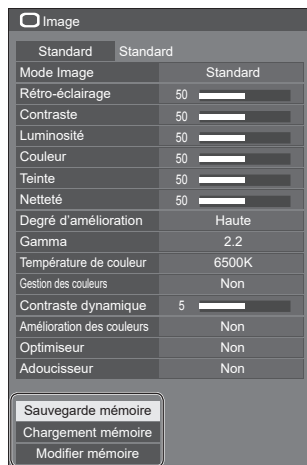 Image
Standard Standard
Mode Image Standard
Rétro-éclairage 50
Contraste 50
Luminosité 50
Couleur 50
Teinte 50
Netteté 50
Degré d'amélioration Haute
Gamma 2.2
Température de couleur 6500K
Gestion des couleurs Non
Contraste dynamique 5
Amélioration des couleurs Non
Optimiseur Non
Adoucisseur Non
Sauvegarde mémoire
Chargement mémoire
Modifier mémoire